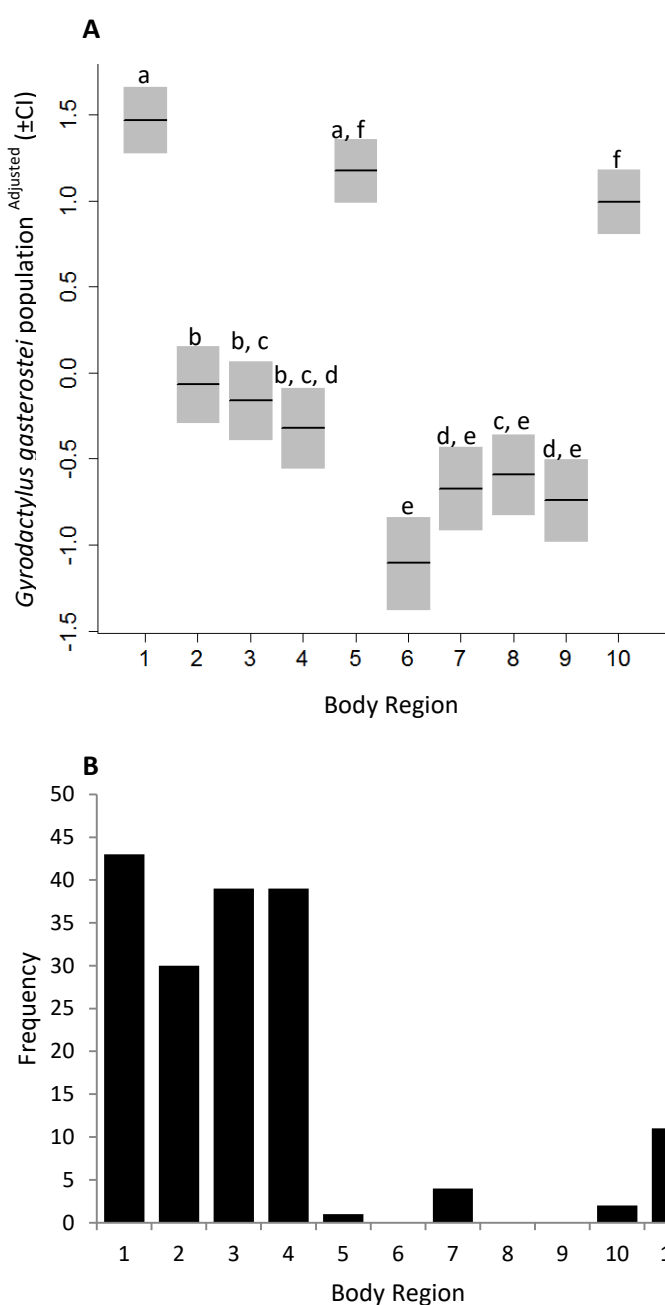 A
Gyrodactylus gasterostei population Adjusted (±CI)
1.5
1.0
0.5
0.0
-0.5
-1.0
-1.5
a
b
b, c
b, c, d
a, f
e
d, e
c, e
d, e
f
1 2 3 4 5 6 7 8 9 10
Body Region
B
Frequency
50
45
40
35
30
25
20
15
10
5
0
1 2 3 4 5 6 7 8 9 10
Body Region